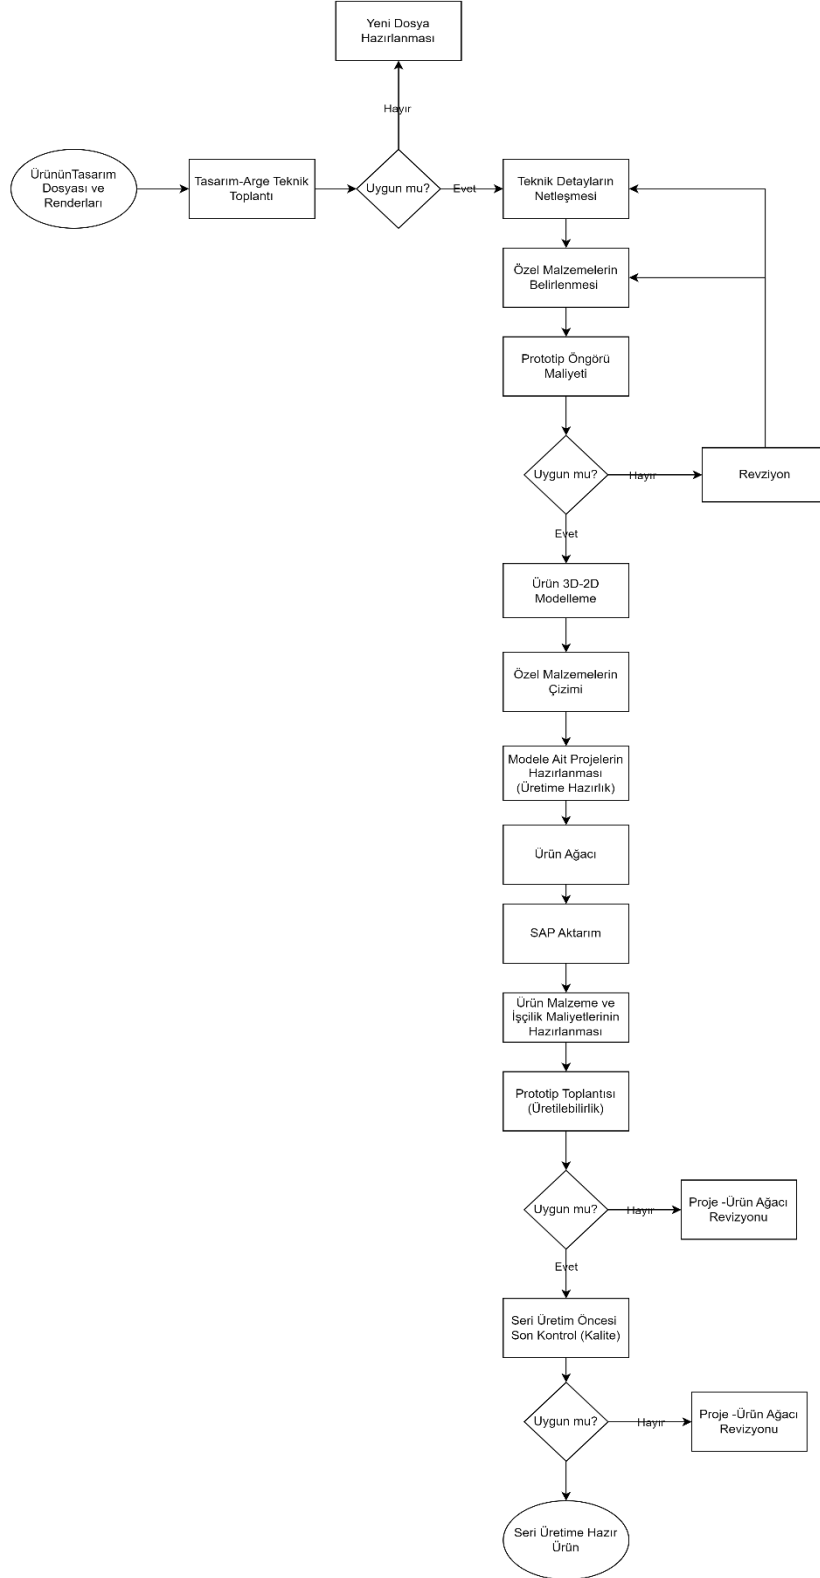 Yeni Dosya
Hazırlanması
Hayır
ÜrününTasarım
Dosyası ve
Renderları
Tasarım-Arge Teknik
Toplantı
Uygun mu?
Evet
Teknik Detayların
Netleşmesi
Özel Malzemelerin
Belirlenmesi
Prototip Öngörü
Maliyeti
Uygun mu?
Hayır
Revziyon
Evet
Ürün 3D-2D
Modelleme
Özel Malzemelerin
Çizimi
Modele Ait Projelerin
Hazırlanması
(Üretime Hazırlık)
Ürün Ağacı
SAP Aktarım
Ürün Malzeme ve
İşçilik Maliyetlerinin
Hazırlanması
Prototip Toplantısı
(Üretilebilirlik)
Uygun mu?
Hayır
Proje -Ürün Ağacı
Revizyonu
Evet
Seri Üretim Öncesi
Son Kontrol (Kalite)
Uygun mu?
Hayır
Proje -Ürün Ağacı
Revizyonu
Seri Üretime Hazır
Ürün